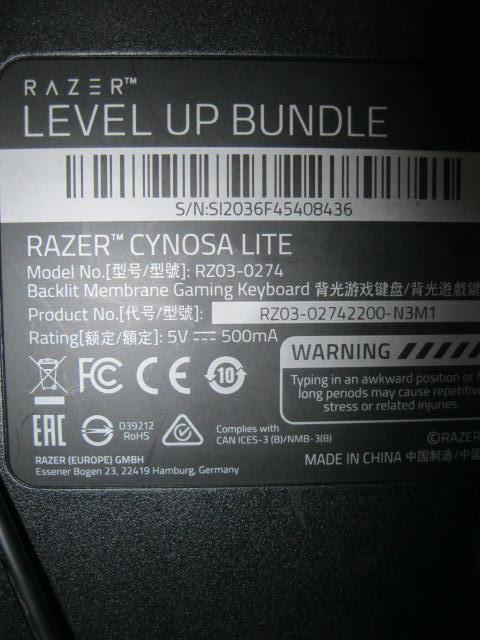 RAZER™
LEVEL UP BUNDLE
S/N:SI2036F45408436
RAZER™ CYNOSA LITE
Model No.[型号/型號]: RZ03-0274
Backlit Membrane Gaming Keyboard 背光游戏键盘/背光遊戲鍵
Product No.[代号/型號]: RZ03-02742200-N3M1
Rating[额定/額定]: 5V 500mA
WARNING
Typing in an awkward position or f
long periods may cause repetitive
stress or related injuries.
FC CE 10
EAC D39212
RoHS
Complies with
CAN ICES-3 (B)/NMB-3(B)
©RAZER
RAZER (EUROPE) GMBH
Essener Bogen 23, 22419 Hamburg, Germany
MADE IN CHINA 中国制造/中國